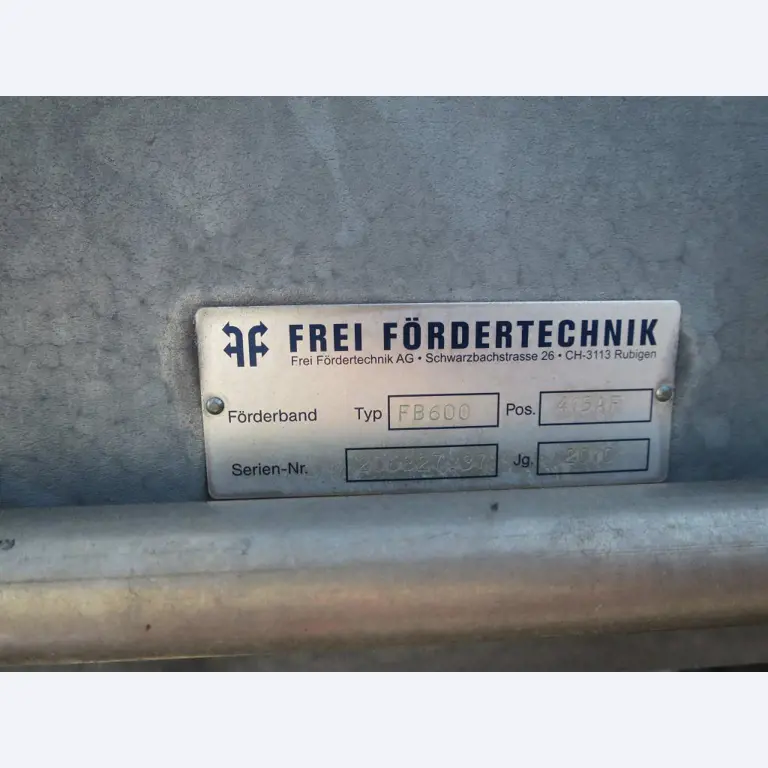 FREI FÖRDERTECHNIK
Frei Fördertechnik AG • Schwarzbachstrasse 26 • CH-3113 Rubigen
Förderband Typ FB600 Pos.
Serien-Nr. Jg.